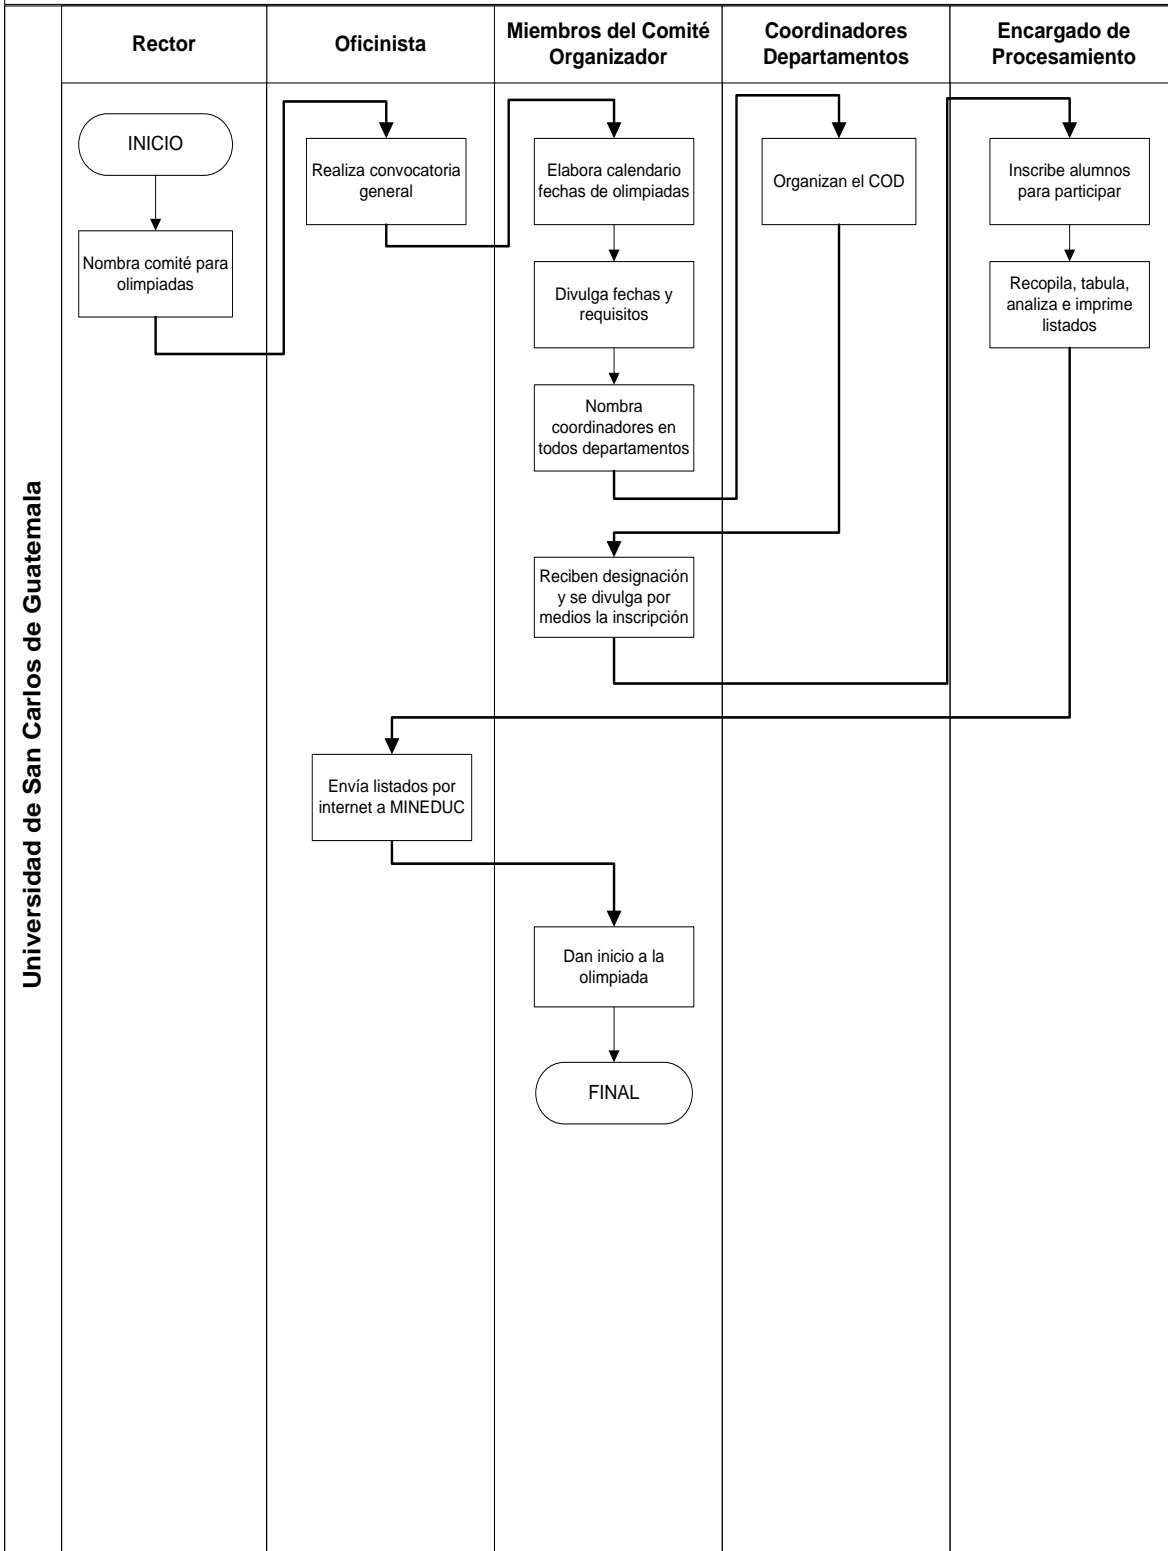 Universidad de San Carlos de Guatemala
Rector
Oficinista
Miembros del Comité
Organizador
Coordinadores
Departamentos
Encargado de
Procesamiento
INICIO
Nombra comité para
olimpiadas
Realiza convocatoria
general
Elabora calendario
fechas de olimpiadas
Divulga fechas y
requisitos
Nombra
coordinadores en
todos departamentos
Organizan el COD
Reciben designación
y se divulga por
medios la inscripción
Inscribe alumnos
para participar
Recopila, tabula,
analiza e imprime
listados
Envía listados por
internet a MINEDUC
Dan inicio a la
olimpiada
FINAL